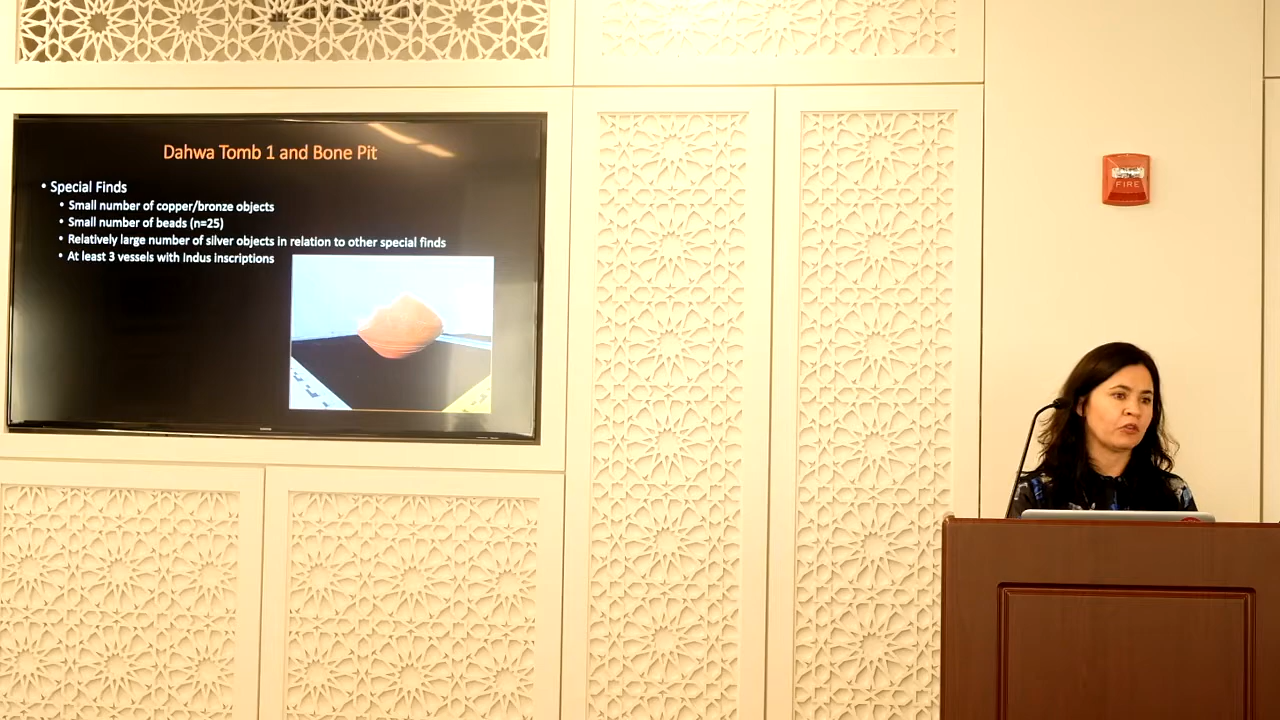 Dahwa Tomb 1 and Bone Pit
• Special Finds
• Small number of copper/bronze objects
• Small number of beads (n=25)
• Relatively large number of silver objects in relation to other special finds
• At least 3 vessels with Indus inscriptions
FIRE
SAMSUNG